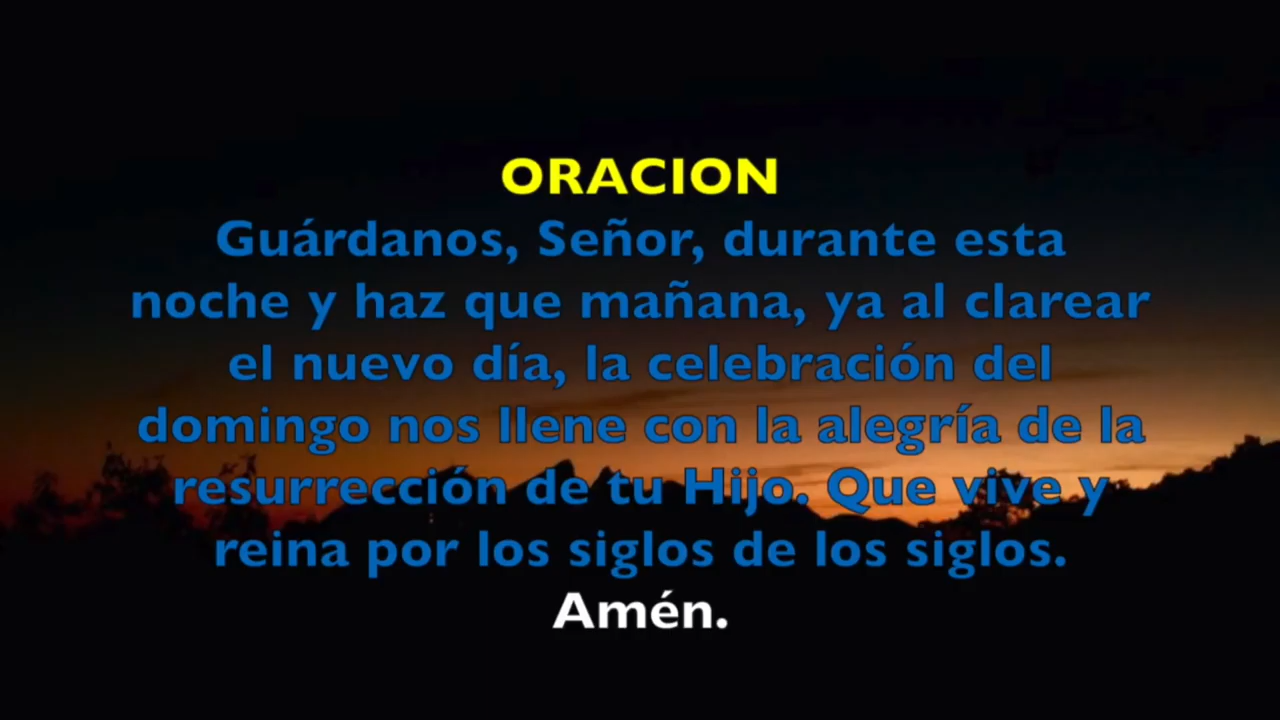 ORACION
Guárdanos, Señor, durante esta
noche y haz que mañana, ya al clarear
el nuevo día, la celebración del
domingo nos llene con la alegría de la
resurrección de tu Hijo. Que vive y
reina por los siglos de los siglos.
Amén.